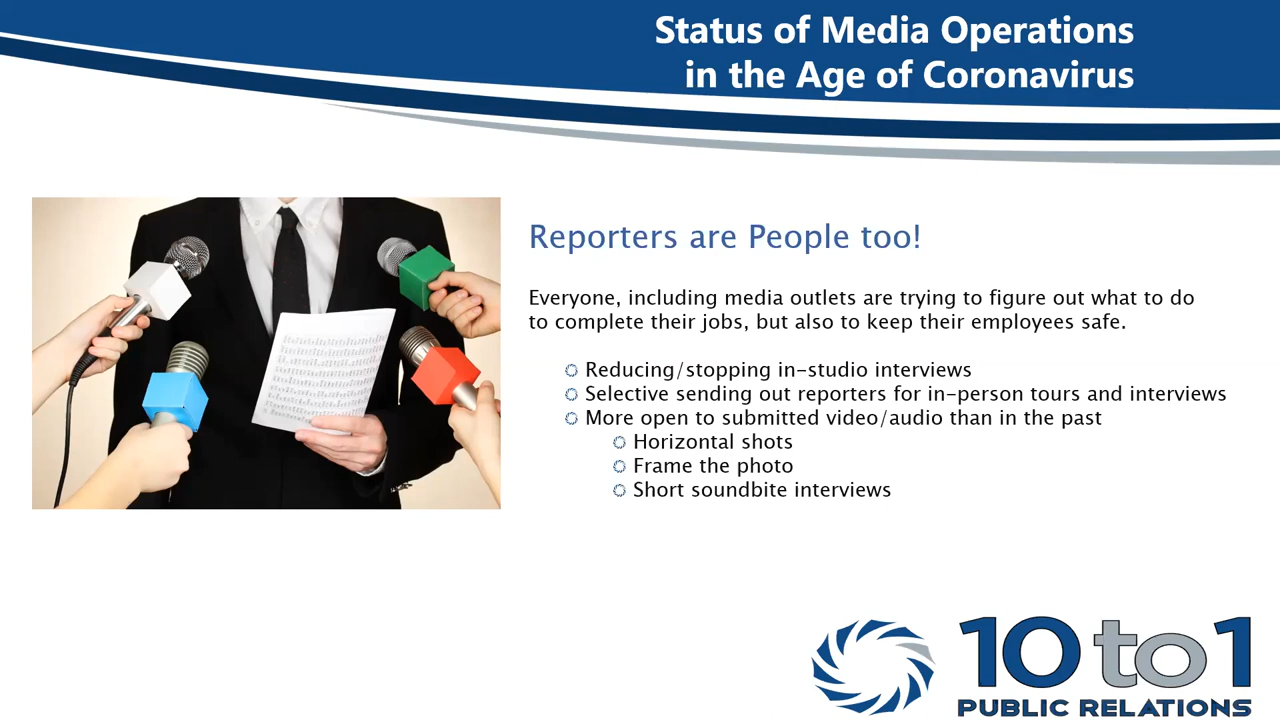 Status of Media Operations
in the Age of Coronavirus
Reporters are People too!
Everyone, including media outlets are trying to figure out what to do
to complete their jobs, but also to keep their employees safe.
Reducing/stopping in-studio interviews
Selective sending out reporters for in-person tours and interviews
More open to submitted video/audio than in the past
Horizontal shots
Frame the photo
Short soundbite interviews
10 to 1
PUBLIC RELATIONS